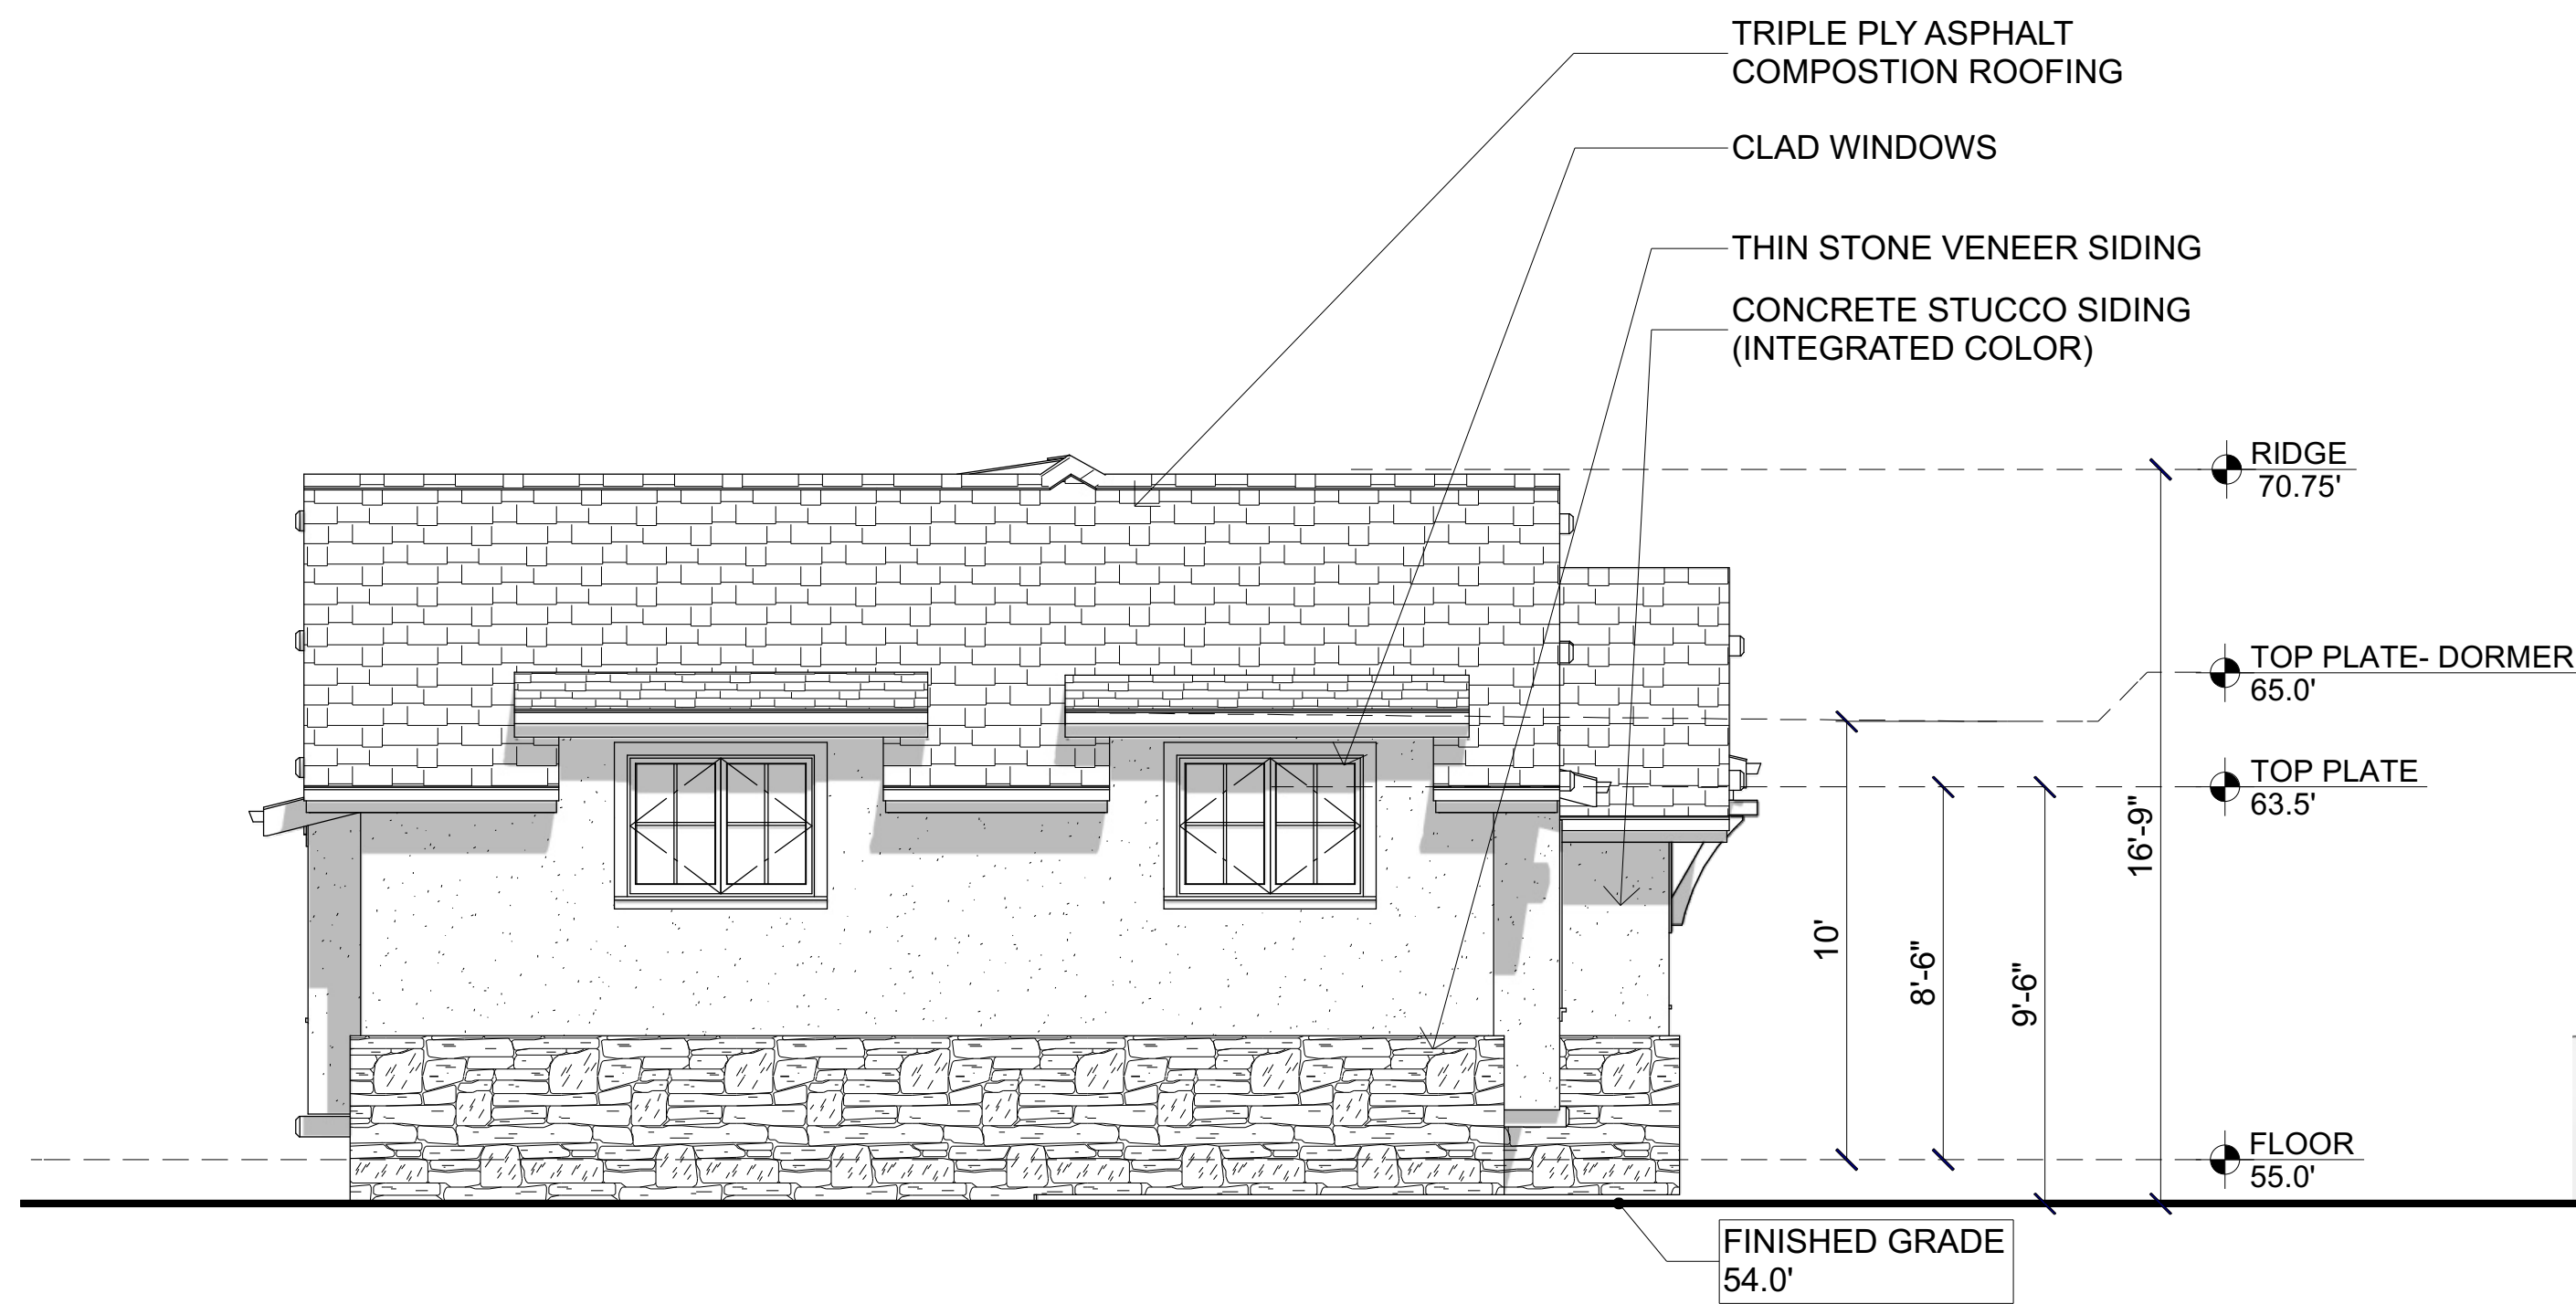 TRIPLE PLY ASPHALT
COMPOSTION ROOFING
CLAD WINDOWS
THIN STONE VENEER SIDING
CONCRETE STUCCO SIDING
(INTEGRATED COLOR)
RIDGE
70.75'
TOP PLATE- DORMER
65.0'
TOP PLATE
63.5'
16'-9"
10'
8'-6"
9'-6"
FLOOR
55.0'
FINISHED GRADE
54.0'